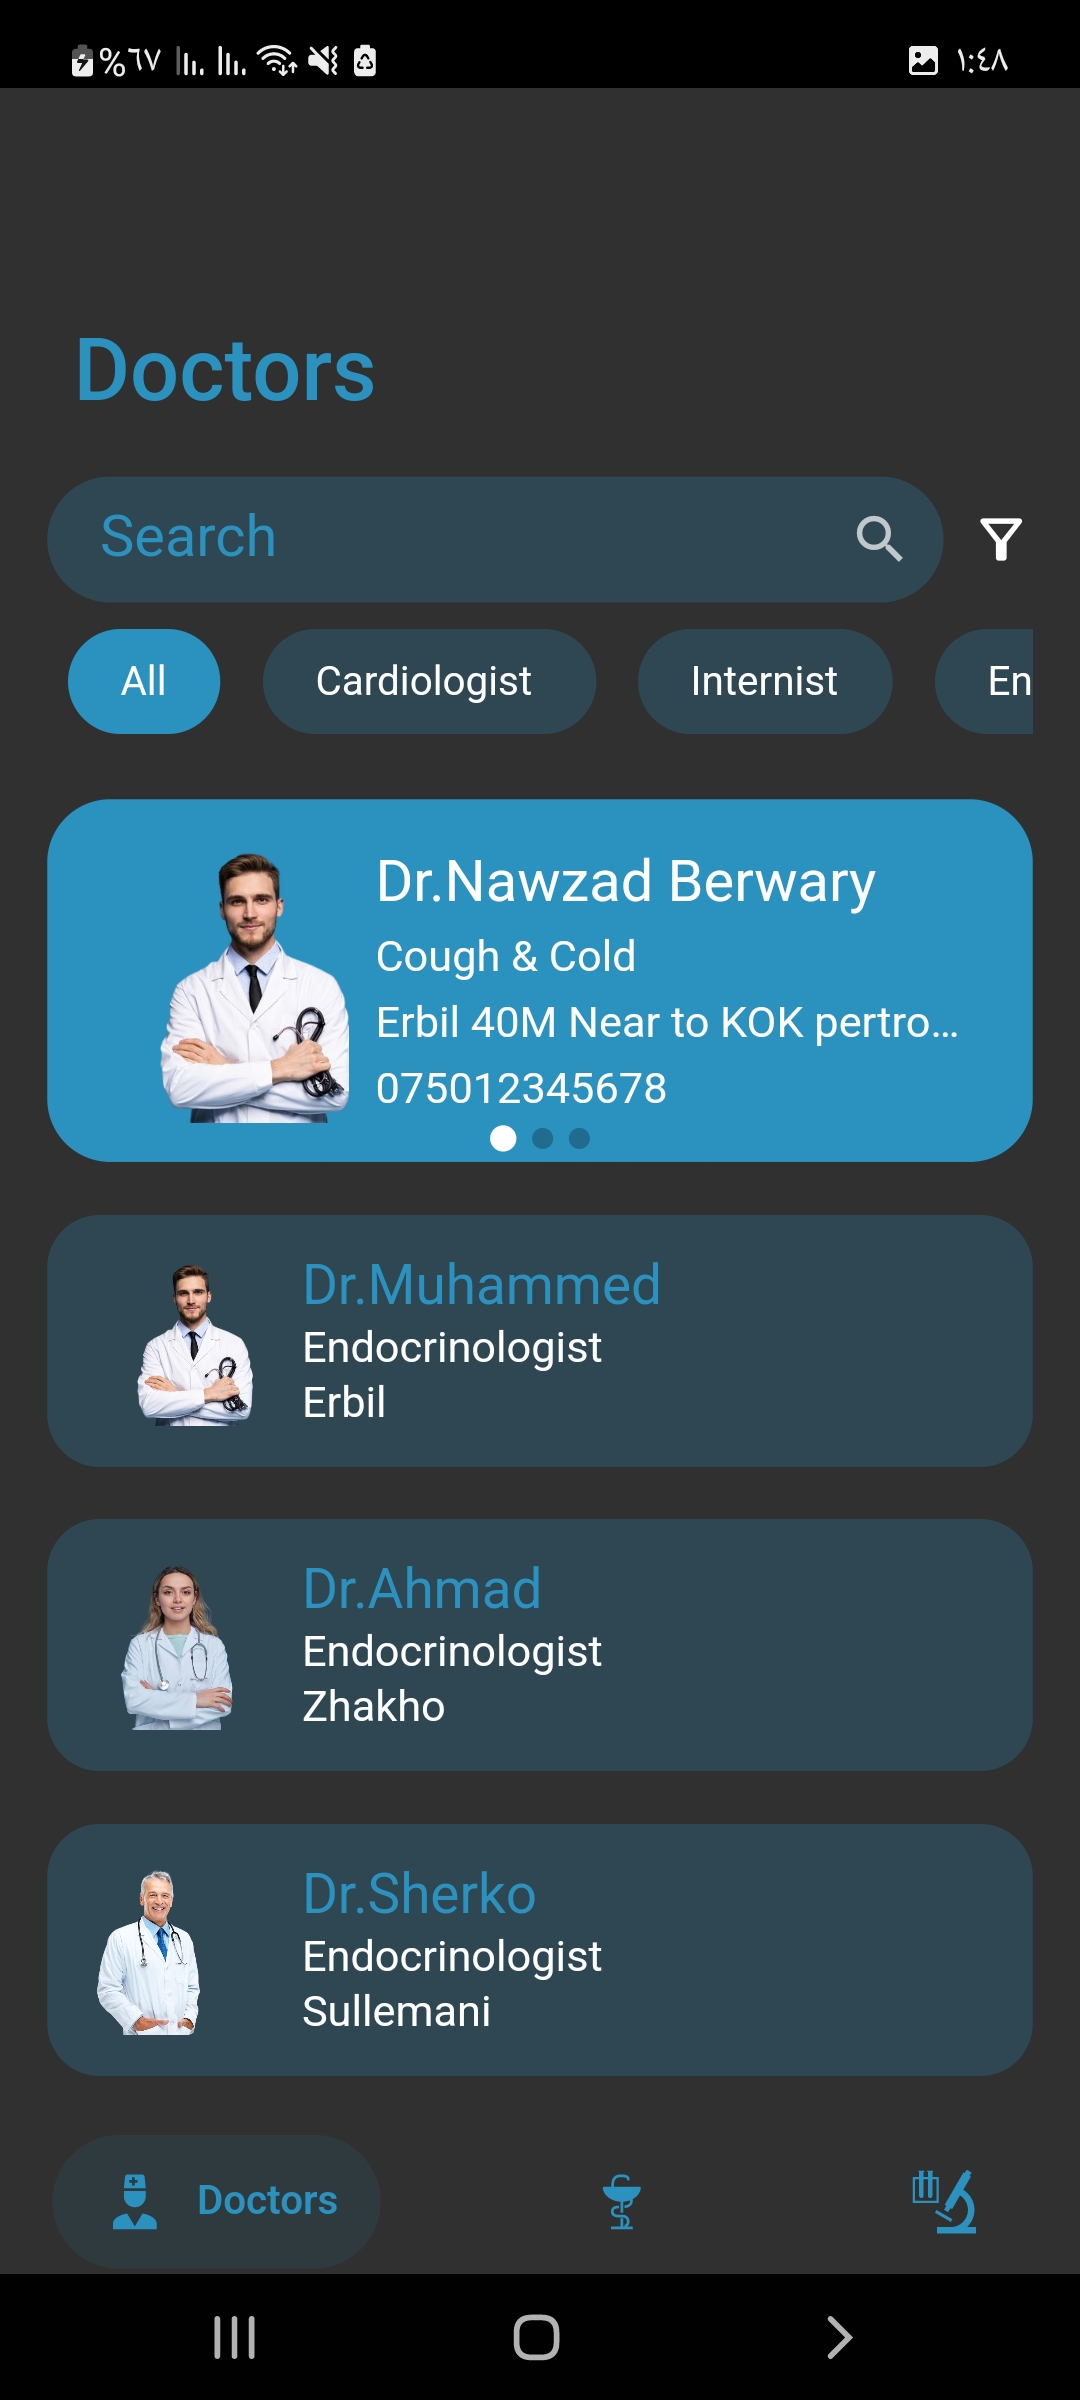 %٦٧
١:٤٨
Doctors
Search
All
Cardiologist
Internist
En
Dr.Nawzad Berwary
Cough & Cold
Erbil 40M Near to KOK pertro...
075012345678
Dr.Muhammed
Endocrinologist
Erbil
Dr.Ahmad
Endocrinologist
Zhakho
Dr.Sherko
Endocrinologist
Sullemani
Doctors